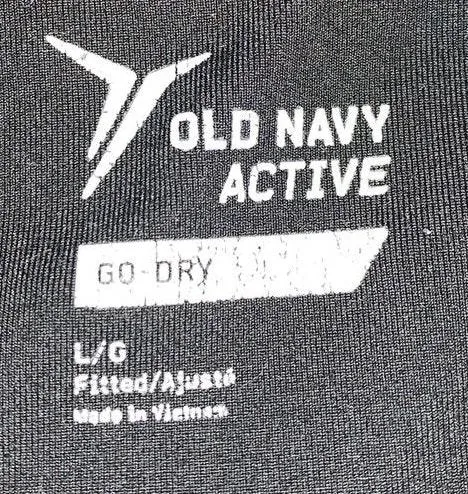 OLD NAVY
ACTIVE
GO-DRY
L/G
Fitted/Ajusté
Made in Vietnam